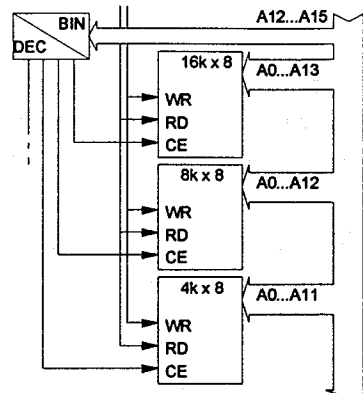 A12...A15
BIN
DEC
16k x 8
A0...A13
WR
RD
CE
8k x 8
A0...A12
WR
RD
CE
4k x 8
A0...A11
WR
RD
CE